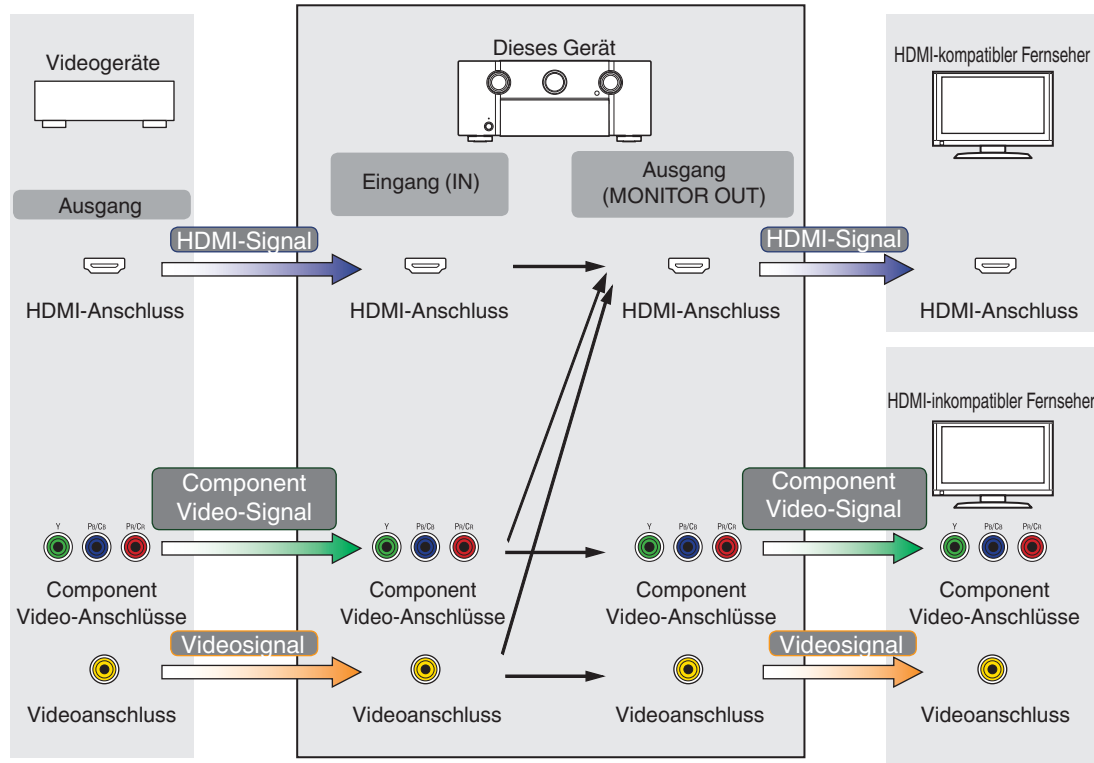 Videogeräte
Dieses Gerät
HDMI-kompatibler Fernseher
Ausgang
Eingang (IN)
Ausgang
(MONITOR OUT)
HDMI-Signal
HDMI-Signal
HDMI-Anschluss
HDMI-Anschluss
HDMI-Anschluss
HDMI-Anschluss
HDMI-inkompatibler Fernseher
Component
Video-Signal
Component
Video-Signal
Y PB/CB PR/CR
Y PB/CB PR/CR
Y PB/CB PR/CR
Y PB/CB PR/CR
Component
Video-Anschlüsse
Component
Video-Anschlüsse
Component
Video-Anschlüsse
Component
Video-Anschlüsse
Videosignal
Videosignal
Videoanschluss
Videoanschluss
Videoanschluss
Videoanschluss